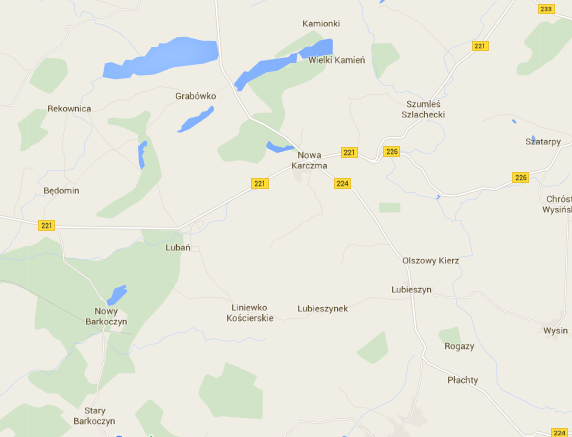 233
Kamionki
221
Wielki Kamień
Grabówko
Rekownica
Szumleś
Szlachecki
Szatarpy
Nowa
Karczma
221
226
221
224
226
Będomin
Chróst
Wysińsk
221
Lubań
Olszowy Kierz
Lubieszyn
Nowy
Barkoczyn
Liniewko
Kościerskie
Lubieszynek
Wysin
Rogazy
Płachty
Stary
Barkoczyn
224